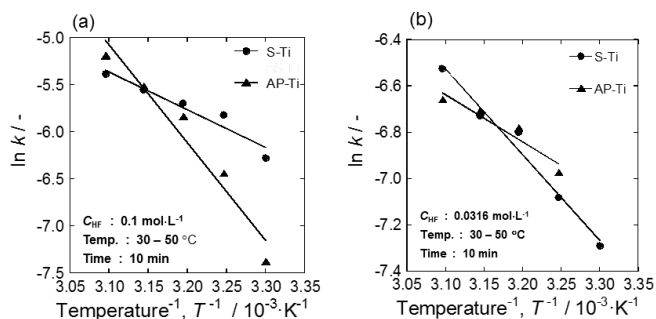 (a)
-5.0
-5.5
-6.0
-6.5
-7.0
-7.5
ln k / -
S-Ti
AP-Ti
C_HF : 0.1 mol·L⁻¹
Temp. : 30 – 50 °C
Time : 10 min
3.05 3.10 3.15 3.20 3.25 3.30 3.35
Temperature⁻¹, T⁻¹ / 10⁻³·K⁻¹
(b)
-6.4
-6.6
-6.8
-7.0
-7.2
-7.4
ln k / -
S-Ti
AP-Ti
C_HF : 0.0316 mol·L⁻¹
Temp. : 30 – 50 °C
Time : 10 min
3.05 3.10 3.15 3.20 3.25 3.30 3.35
Temperature⁻¹, T⁻¹ / 10⁻³·K⁻¹